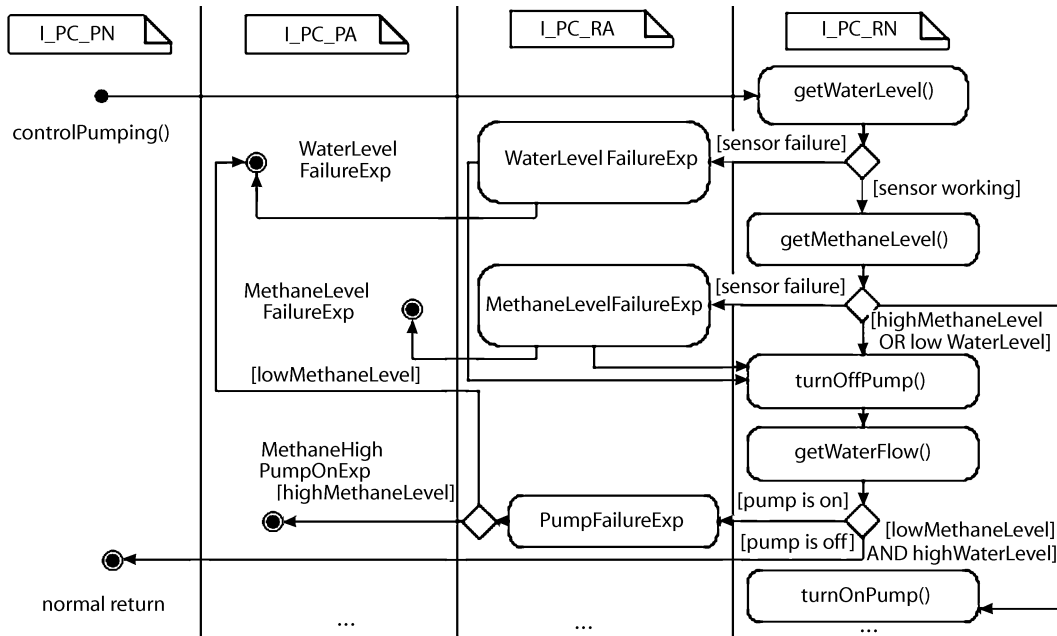 I_PC_PN
I_PC_PA
I_PC_RA
I_PC_RN
getWaterLevel()
controlPumping()
[sensor failure]
WaterLevel
FailureExp
WaterLevel FailureExp
[sensor working]
getMethaneLevel()
[sensor failure]
MethaneLevel
FailureExp
MethaneLevelFailureExp
[highMethaneLevel
OR low WaterLevel]
[lowMethaneLevel]
turnOffPump()
getWaterFlow()
MethaneHigh
PumpOnExp
[highMethaneLevel]
PumpFailureExp
[pump is on]
[pump is off]
[lowMethaneLevel]
AND highWaterLevel]
normal return
turnOnPump()
...
...
...